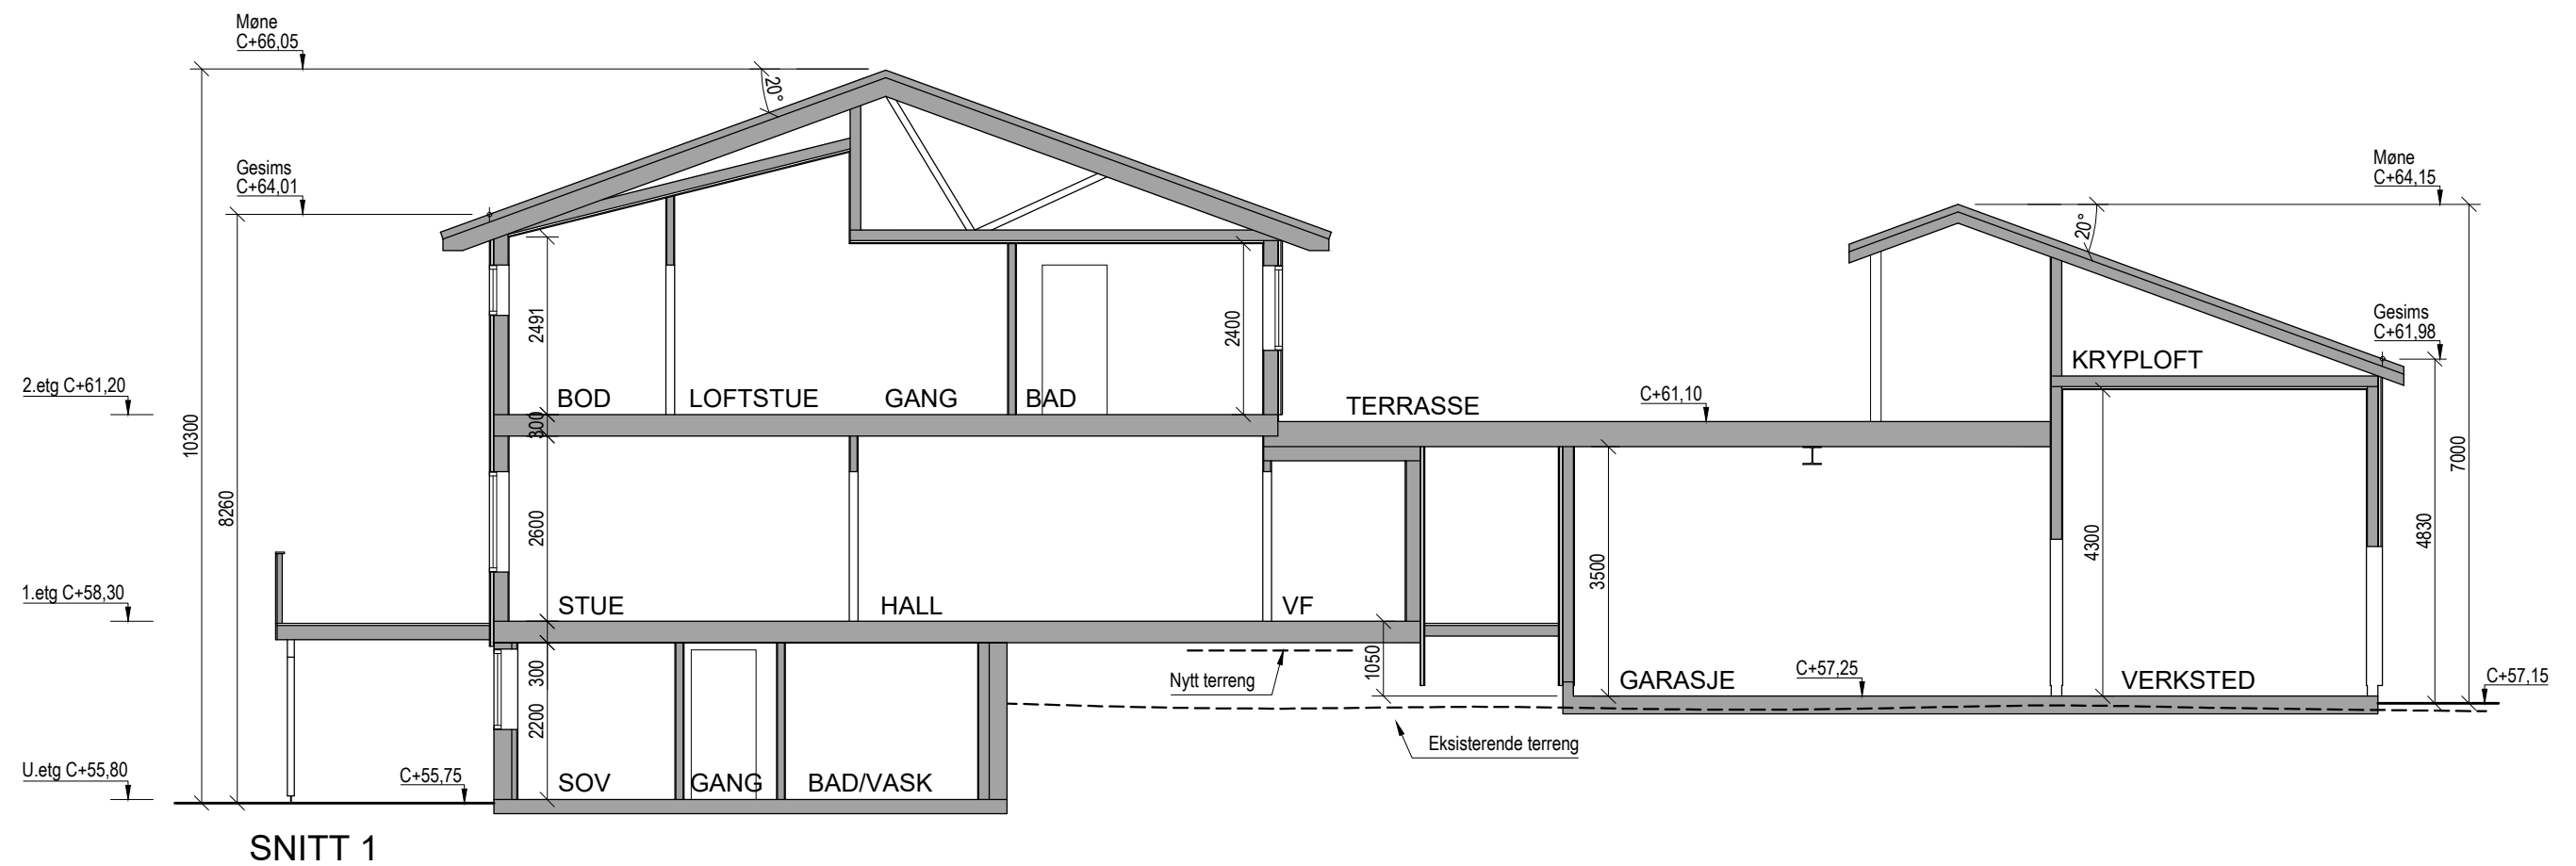 Møne
C+66,05
20°
Gesims
C+64,01
Møne
C+64,15
20°
Gesims
C+61,98
2.etg C+61,20
10300
8260
2491
300
BOD
LOFTSTUE
GANG
BAD
2400
TERRASSE
C+61,10
KRYPLOFT
7000
4830
1.etg C+58,30
2600
STUE
HALL
VF
3500
4300
1050
Nytt terreng
GARASJE
C+57,25
VERKSTED
C+57,15
300
2200
Eksisterende terreng
U.etg C+55,80
C+55,75
SOV
GANG
BAD/VASK
SNITT 1